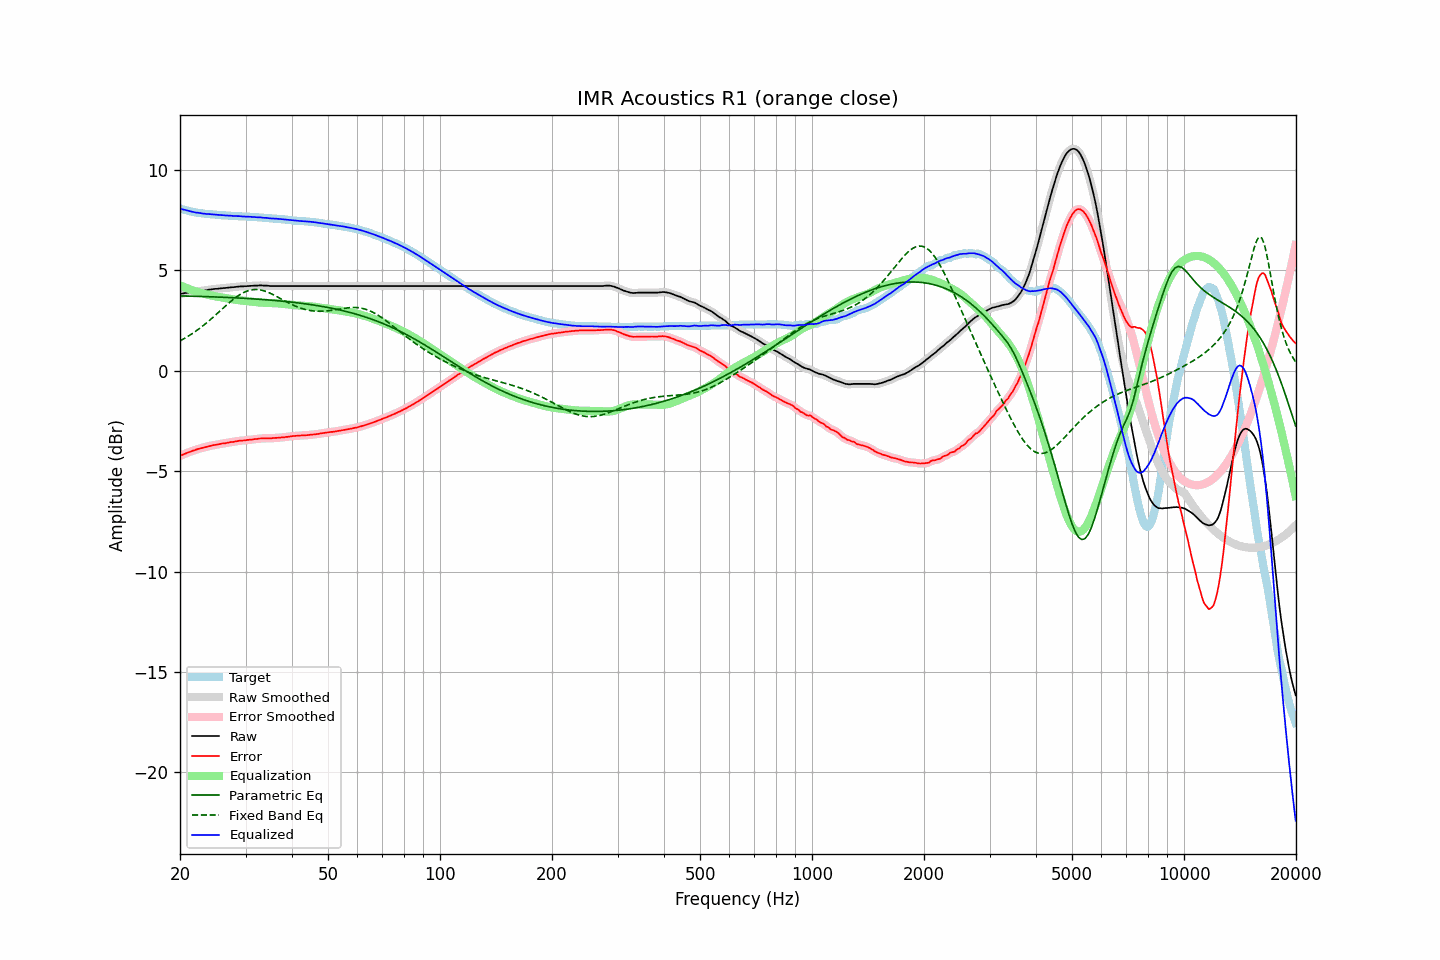 IMR Acoustics R1 (orange close)
Amplitude (dBr)
10
5
0
−5
−10
−15
−20
Target
Raw Smoothed
Error Smoothed
Raw
Error
Equalization
Parametric Eq
Fixed Band Eq
Equalized
20
50
100
200
500
1000
2000
5000
10000
20000
Frequency (Hz)